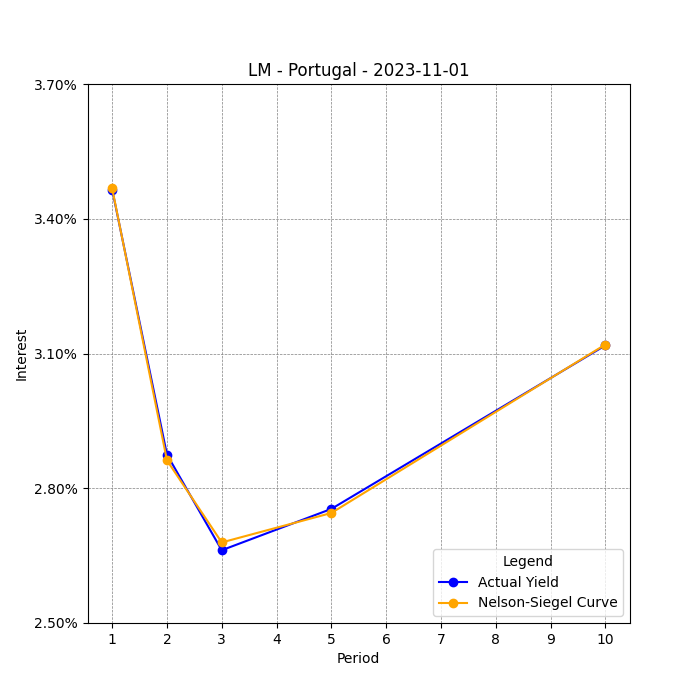 LM - Portugal - 2023-11-01
3.70%
3.40%
3.10%
2.80%
2.50%
Interest
1 2 3 4 5 6 7 8 9 10
Period
Legend
Actual Yield
Nelson-Siegel Curve